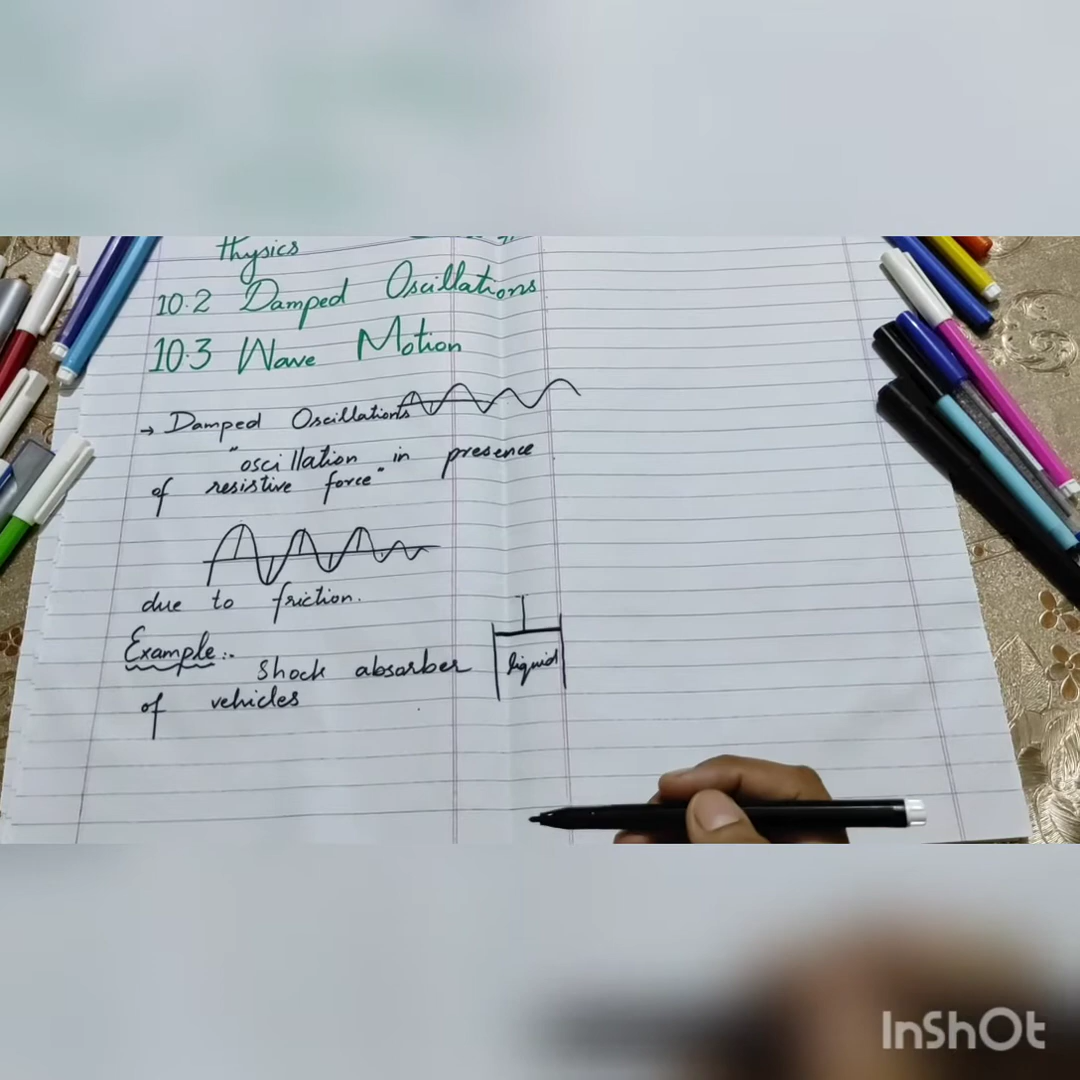 Physics
10.2 Damped Oscillations
10.3 Wave Motion
→ Damped Oscillations
"oscillation in presence
of resistive force"
due to friction.
Example:-
Shock absorber
of vehicles
liquid
InShOt